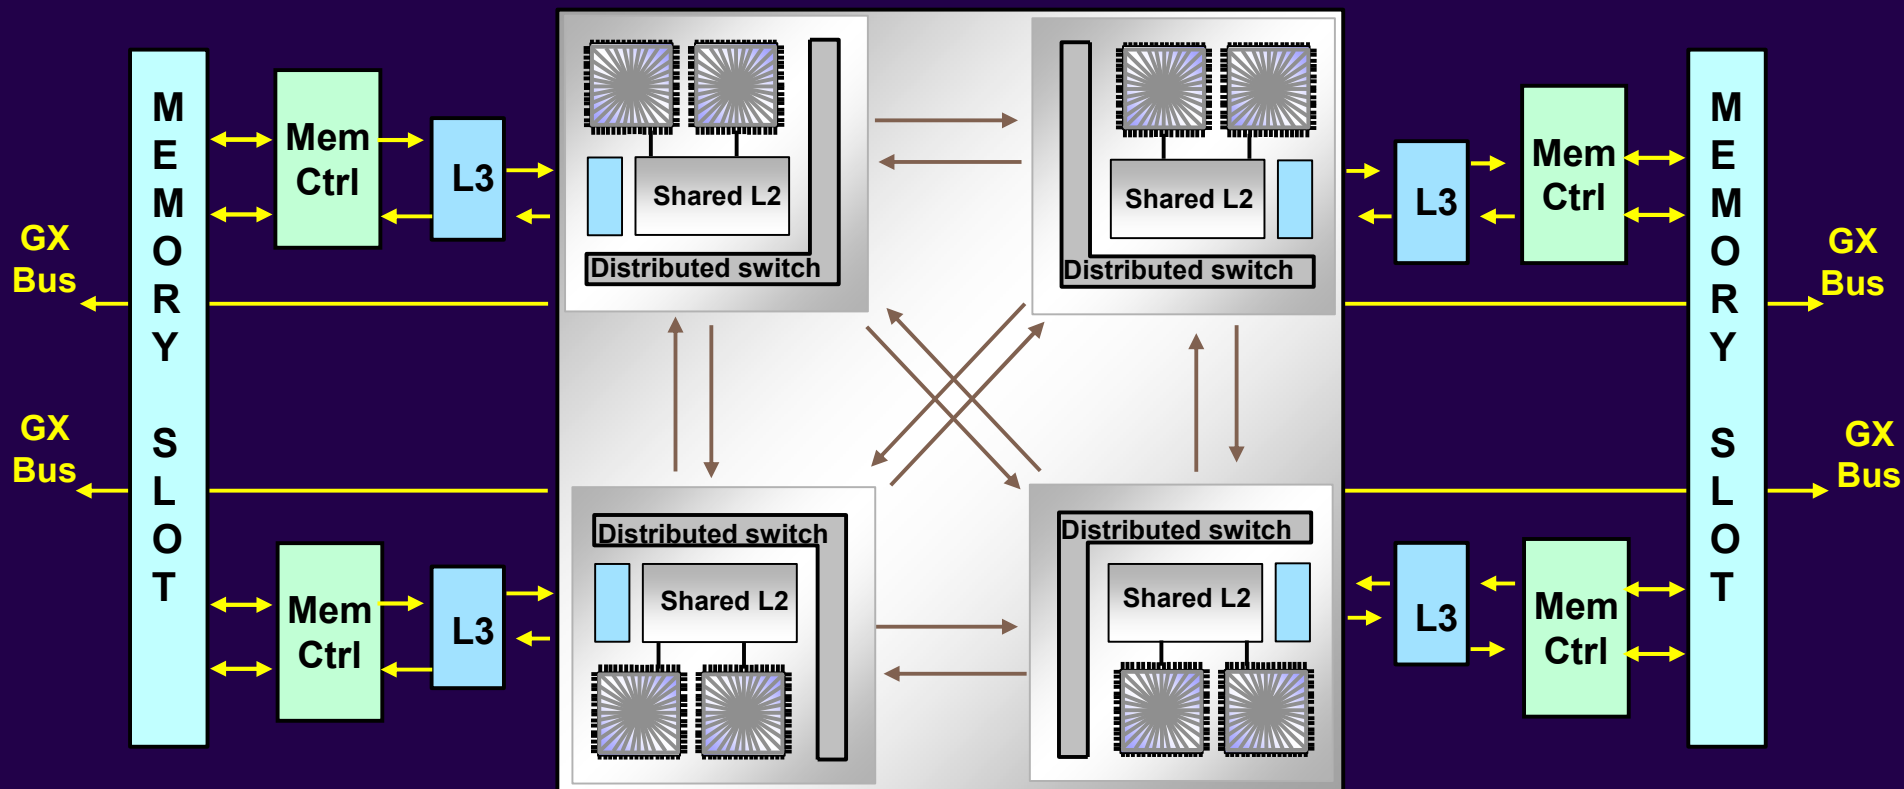 MEMORY SLOT
Mem
Ctrl
L3
Shared L2
Distributed switch
Shared L2
Distributed switch
L3
Mem
Ctrl
MEMORY SLOT
GX
Bus
GX
Bus
GX
Bus
GX
Bus
Mem
Ctrl
L3
Distributed switch
Shared L2
Distributed switch
Shared L2
L3
Mem
Ctrl